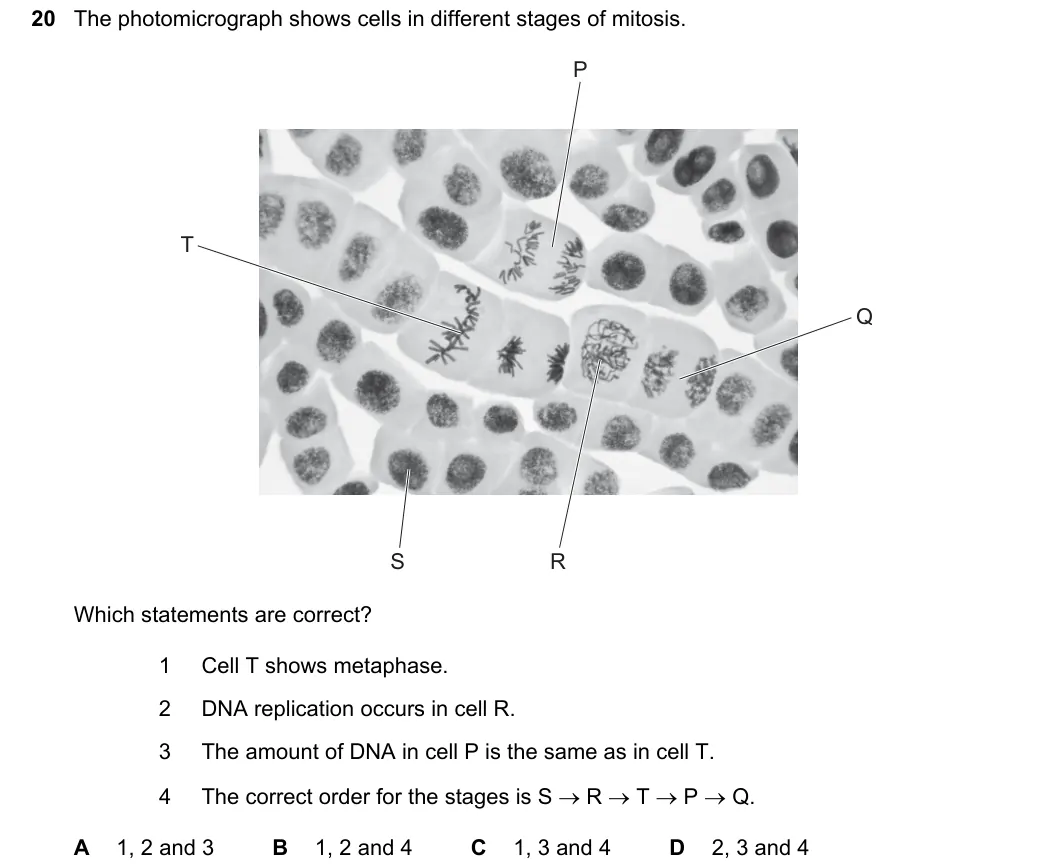 20 The photomicrograph shows cells in different stages of mitosis.
P
T
Q
S
R
Which statements are correct?
1 Cell T shows metaphase.
2 DNA replication occurs in cell R.
3 The amount of DNA in cell P is the same as in cell T.
4 The correct order for the stages is S → R → T → P → Q.
A 1, 2 and 3 B 1, 2 and 4 C 1, 3 and 4 D 2, 3 and 4